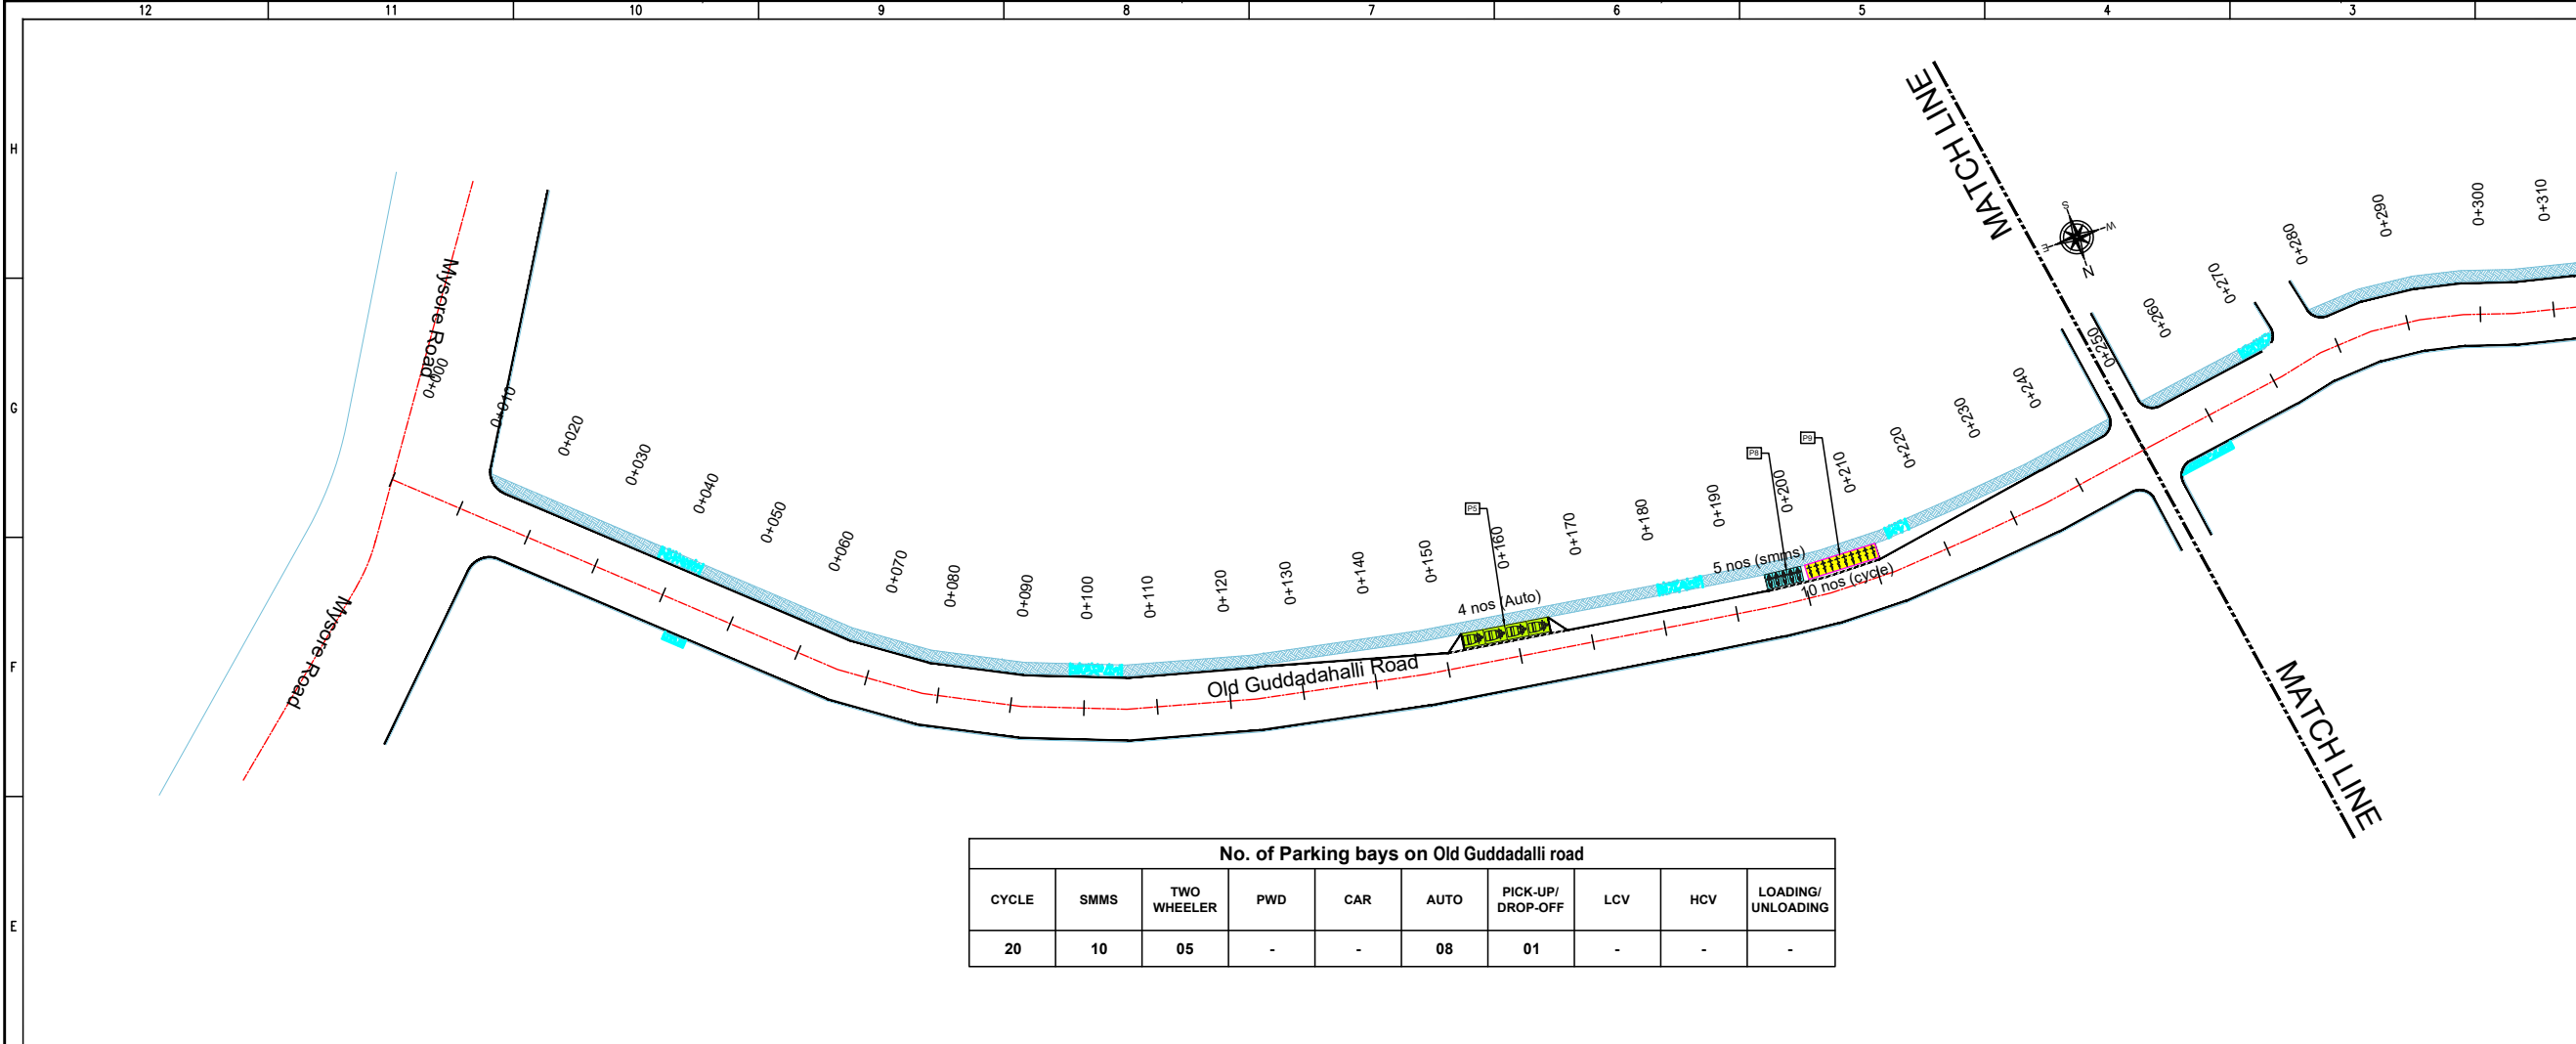 12 11 10 9 8 7 6 5 4 3
H
G
F
E
MATCH LINE
S
W
E
N
Mysore Road
Mysore Road
0+000
0+010
0+020
0+030
0+040
0+050
0+060
0+070
0+080
0+090
0+100
0+110
0+120
0+130
0+140
0+150
0+160
0+170
0+180
0+190
0+200
0+210
0+220
0+230
0+240
0+250
0+260
0+270
0+280
0+290
0+300
0+310
P5
P8
P9
4 nos (Auto)
5 nos (smms)
10 nos (cycle)
Old Guddadahalli Road
MATCH LINE
No. of Parking bays on Old Guddadalli road
CYCLE SMMS TWO WHEELER PWD CAR AUTO PICK-UP/ DROP-OFF LCV HCV LOADING/ UNLOADING
20 10 05 - - 08 01 - - -